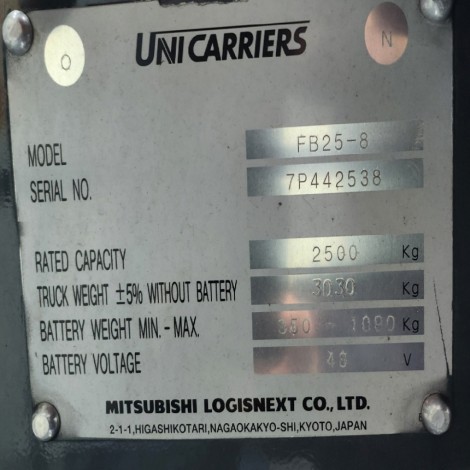 UNICARRIERS
O
N
MODEL FB25-8
SERIAL NO. 7P442538
RATED CAPACITY 2500 Kg
TRUCK WEIGHT ±5% WITHOUT BATTERY 3030 Kg
BATTERY WEIGHT MIN. - MAX. - 1090 Kg
BATTERY VOLTAGE 48 V
MITSUBISHI LOGISNEXT CO., LTD.
2-1-1,HIGASHIKOTARI,NAGAOKAKYO-SHI,KYOTO,JAPAN